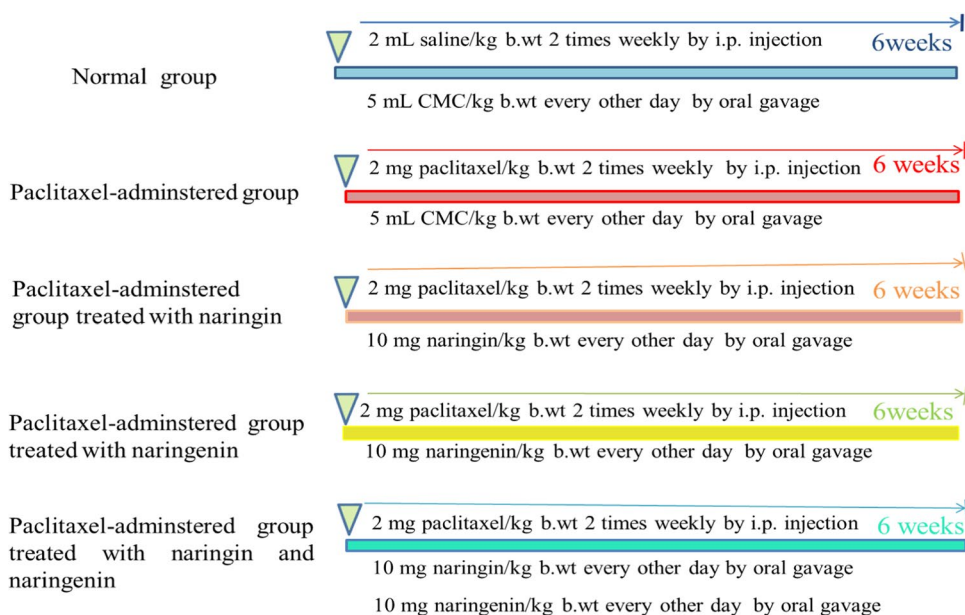 2 mL saline/kg b.wt 2 times weekly by i.p. injection
6weeks
Normal group
5 mL CMC/kg b.wt every other day by oral gavage
2 mg paclitaxel/kg b.wt 2 times weekly by i.p. injection
6 weeks
Paclitaxel-adminstered group
5 mL CMC/kg b.wt every other day by oral gavage
Paclitaxel-adminstered
group treated with naringin
2 mg paclitaxel/kg b.wt 2 times weekly by i.p. injection
6 weeks
10 mg naringin/kg b.wt every other day by oral gavage
Paclitaxel-adminstered group
treated with naringenin
2 mg paclitaxel/kg b.wt 2 times weekly by i.p. injection
6weeks
10 mg naringenin/kg b.wt every other day by oral gavage
Paclitaxel-adminstered group
treated with naringin and
naringenin
2 mg paclitaxel/kg b.wt 2 times weekly by i.p. injection
6 weeks
10 mg naringin/kg b.wt every other day by oral gavage
10 mg naringenin/kg b.wt every other day by oral gavage